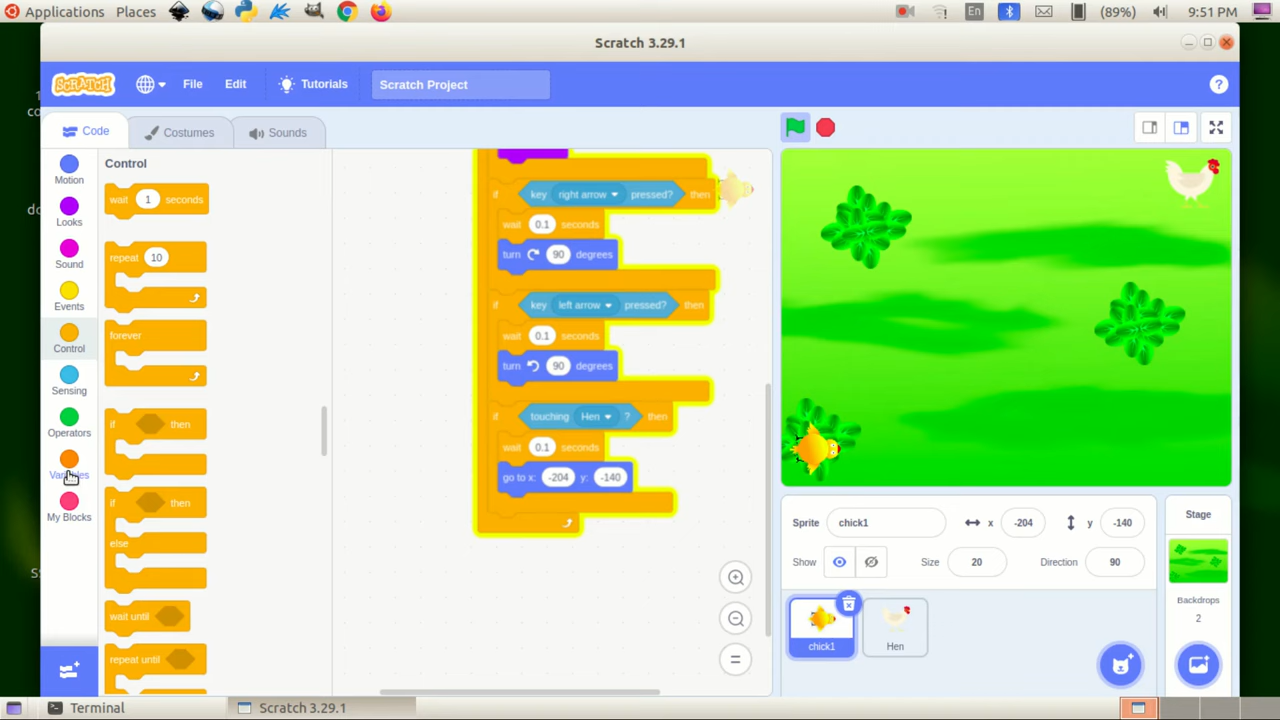 Applications Places En (89%) 9:51 PM
Scratch 3.29.1
SCRATCH File Edit Tutorials Scratch Project ?
Code Costumes Sounds
Motion
Looks
Sound
Events
Control
Sensing
Operators
Variables
My Blocks
Control
wait 1 seconds
repeat 10
forever
if then
if then
else
wait until
repeat until
if key right arrow pressed? then
wait 0.1 seconds
turn 90 degrees
if key left arrow pressed? then
wait 0.1 seconds
turn 90 degrees
if touching Hen ? then
wait 0.1 seconds
go to x: -204 y: -140
Sprite chick1 x -204 y -140
Show Size 20 Direction 90
chick1 Hen
Stage
Backdrops
2
Terminal Scratch 3.29.1